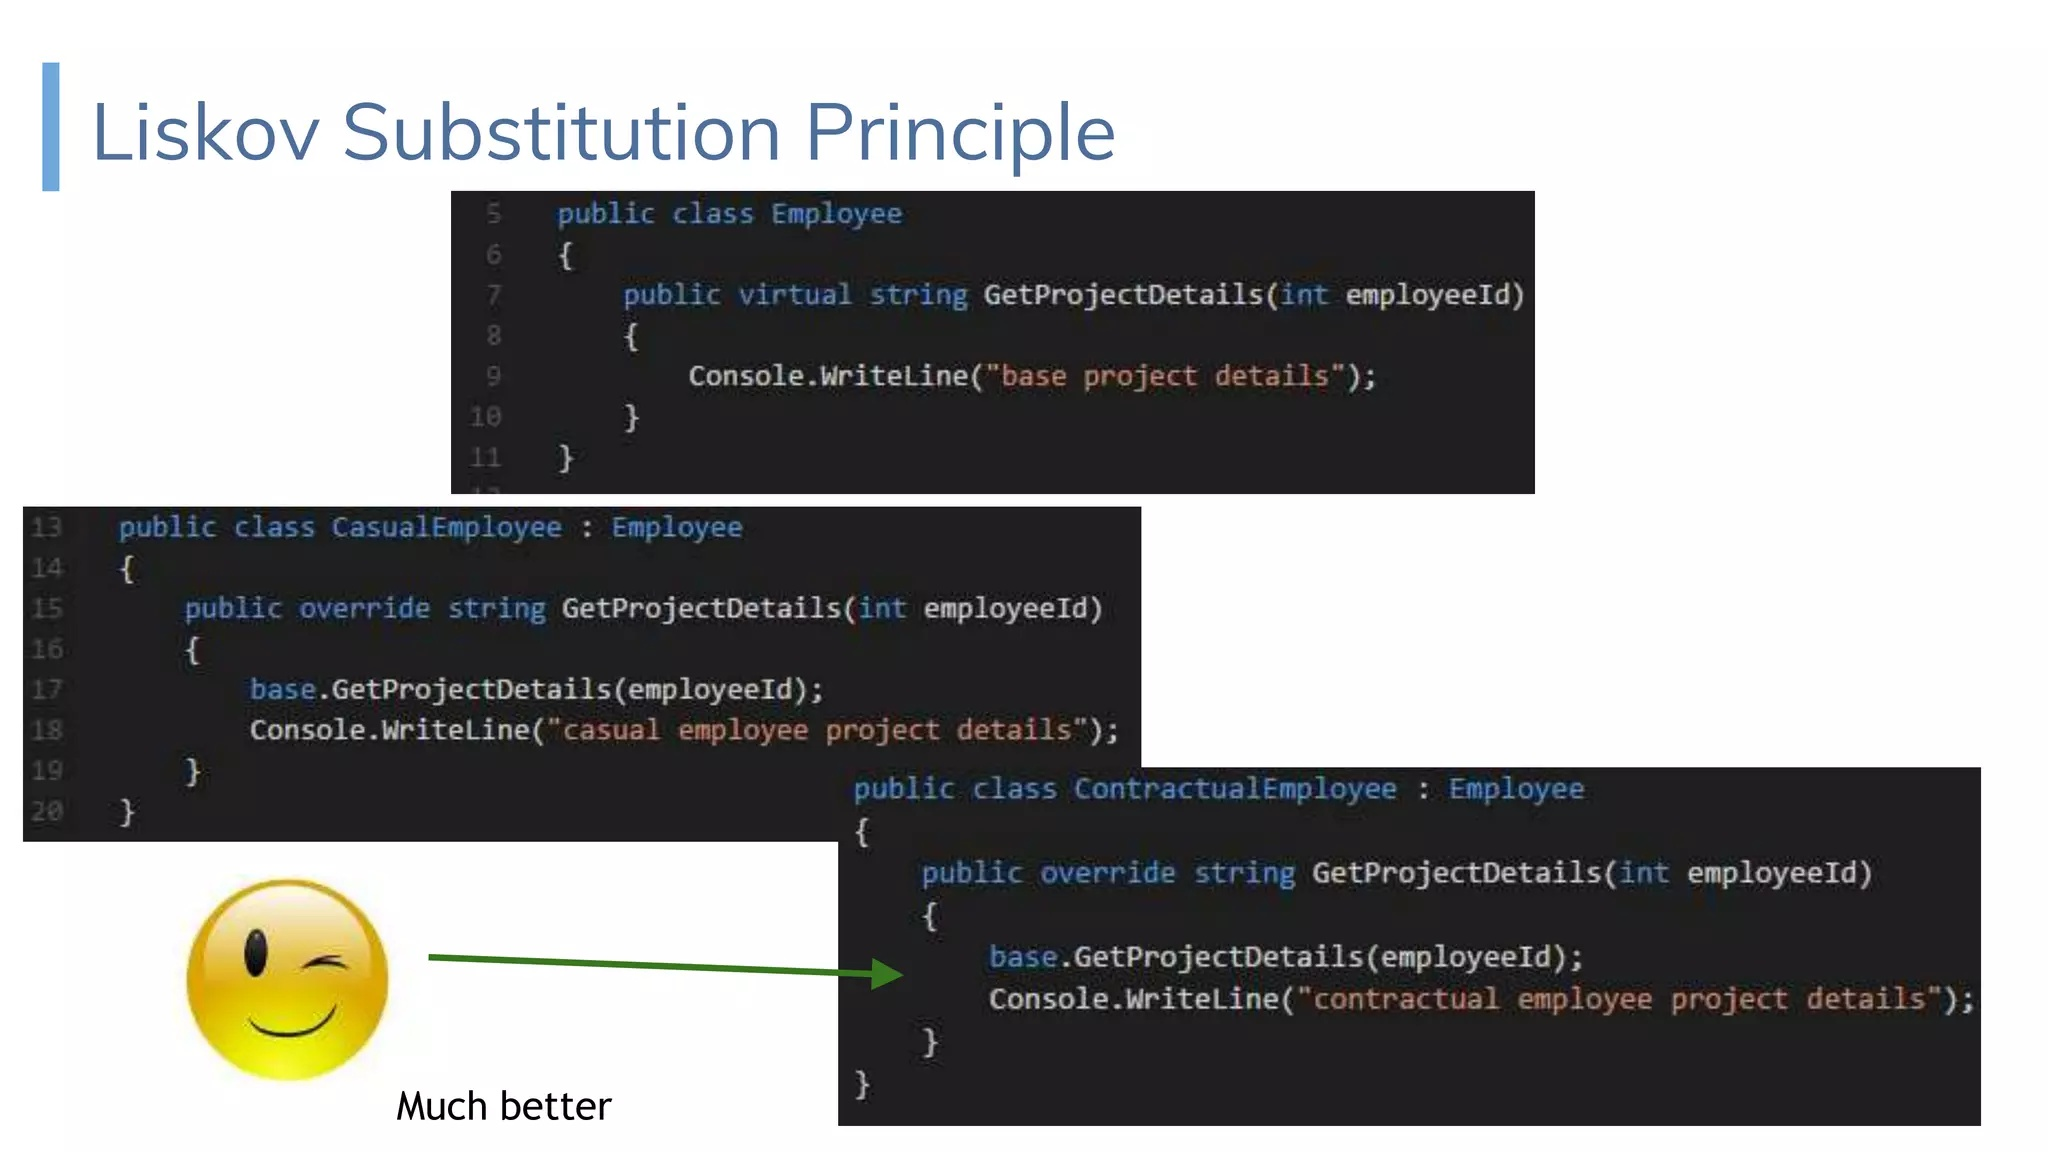 Liskov Substitution Principle
5 public class Employee
6 {
7 public virtual string GetProjectDetails(int employeeId)
8 {
9 Console.WriteLine("base project details");
10 }
11 }
13 public class CasualEmployee : Employee
14 {
15 public override string GetProjectDetails(int employeeId)
16 {
17 base.GetProjectDetails(employeeId);
18 Console.WriteLine("casual employee project details");
19 }
20 }
public class ContractualEmployee : Employee
{
public override string GetProjectDetails(int employeeId)
{
base.GetProjectDetails(employeeId);
Console.WriteLine("contractual employee project details");
}
}
Much better